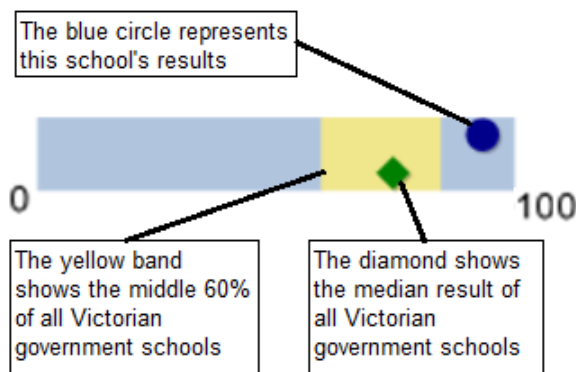 The blue circle represents
this school's results
0
100
The yellow band
shows the middle 60%
of all Victorian
government schools
The diamond shows
the median result of
all Victorian
government schools